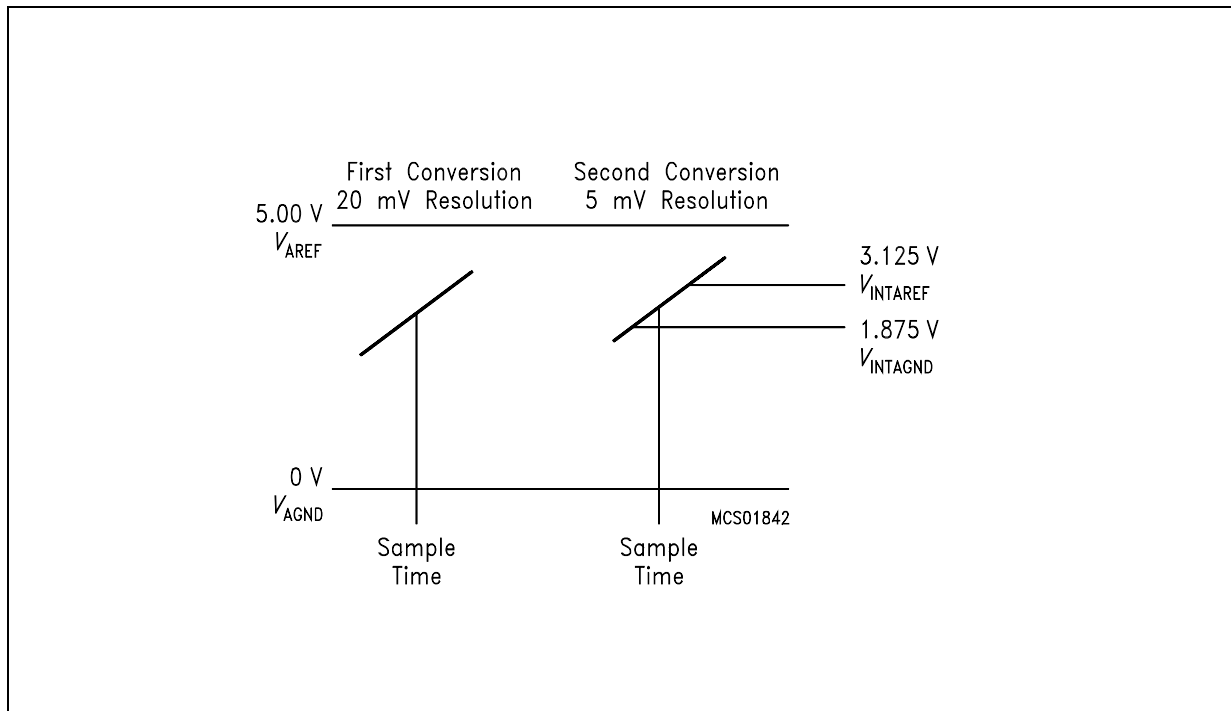 First Conversion
20 mV Resolution
Second Conversion
5 mV Resolution
5.00 V
VAREF
3.125 V
VINTAREF
1.875 V
VINTAGND
0 V
VAGND
MCS01842
Sample
Time
Sample
Time